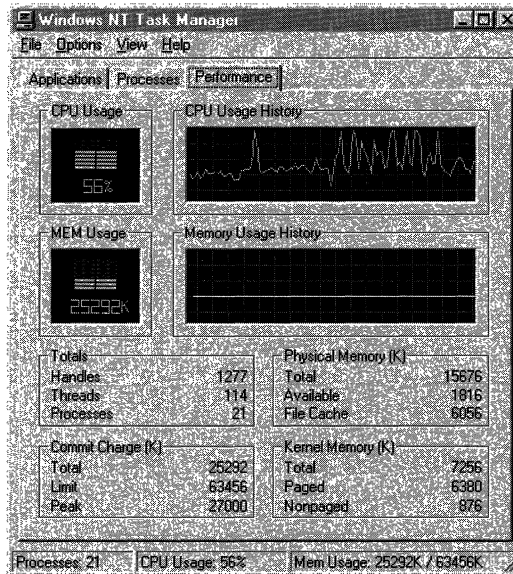 Windows NT Task Manager
File Options View Help
Applications Processes Performance
CPU Usage
CPU Usage History
56%
MEM Usage
Memory Usage History
25292K
Totals
Handles 1277
Threads 114
Processes 21
Physical Memory (K)
Total 15676
Available 1816
File Cache 6056
Commit Charge (K)
Total 25292
Limit 63456
Peak 27000
Kernel Memory (K)
Total 7256
Paged 6380
Nonpaged 876
Processes: 21 CPU Usage: 56% Mem Usage: 25292K / 63456K